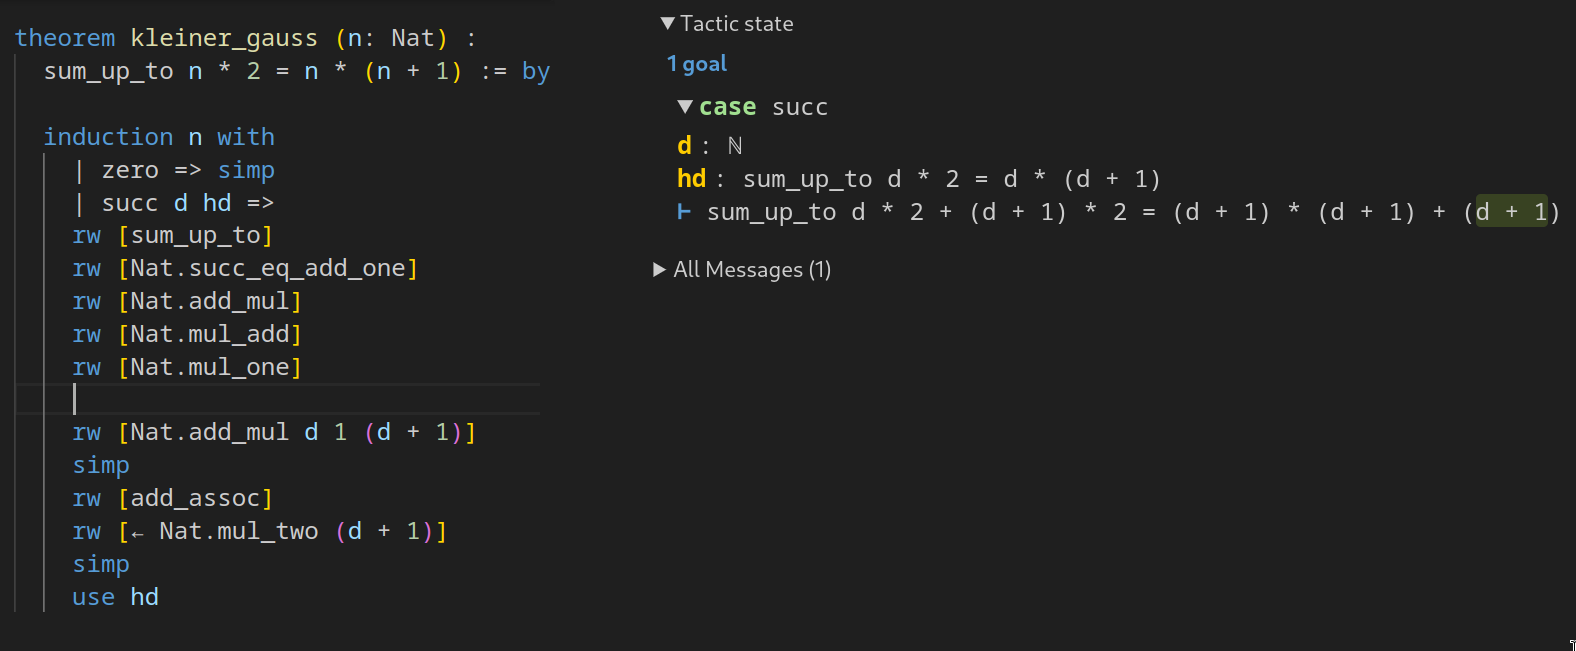 theorem kleiner_gauss (n: Nat) :
sum_up_to n * 2 = n * (n + 1) := by
induction n with
| zero => simp
| succ d hd =>
rw [sum_up_to]
rw [Nat.succ_eq_add_one]
rw [Nat.add_mul]
rw [Nat.mul_add]
rw [Nat.mul_one]
rw [Nat.add_mul d 1 (d + 1)]
simp
rw [add_assoc]
rw [← Nat.mul_two (d + 1)]
simp
use hd
▼ Tactic state
1 goal
▼ case succ
d : ℕ
hd : sum_up_to d * 2 = d * (d + 1)
⊢ sum_up_to d * 2 + (d + 1) * 2 = (d + 1) * (d + 1) + (d + 1)
▶ All Messages (1)